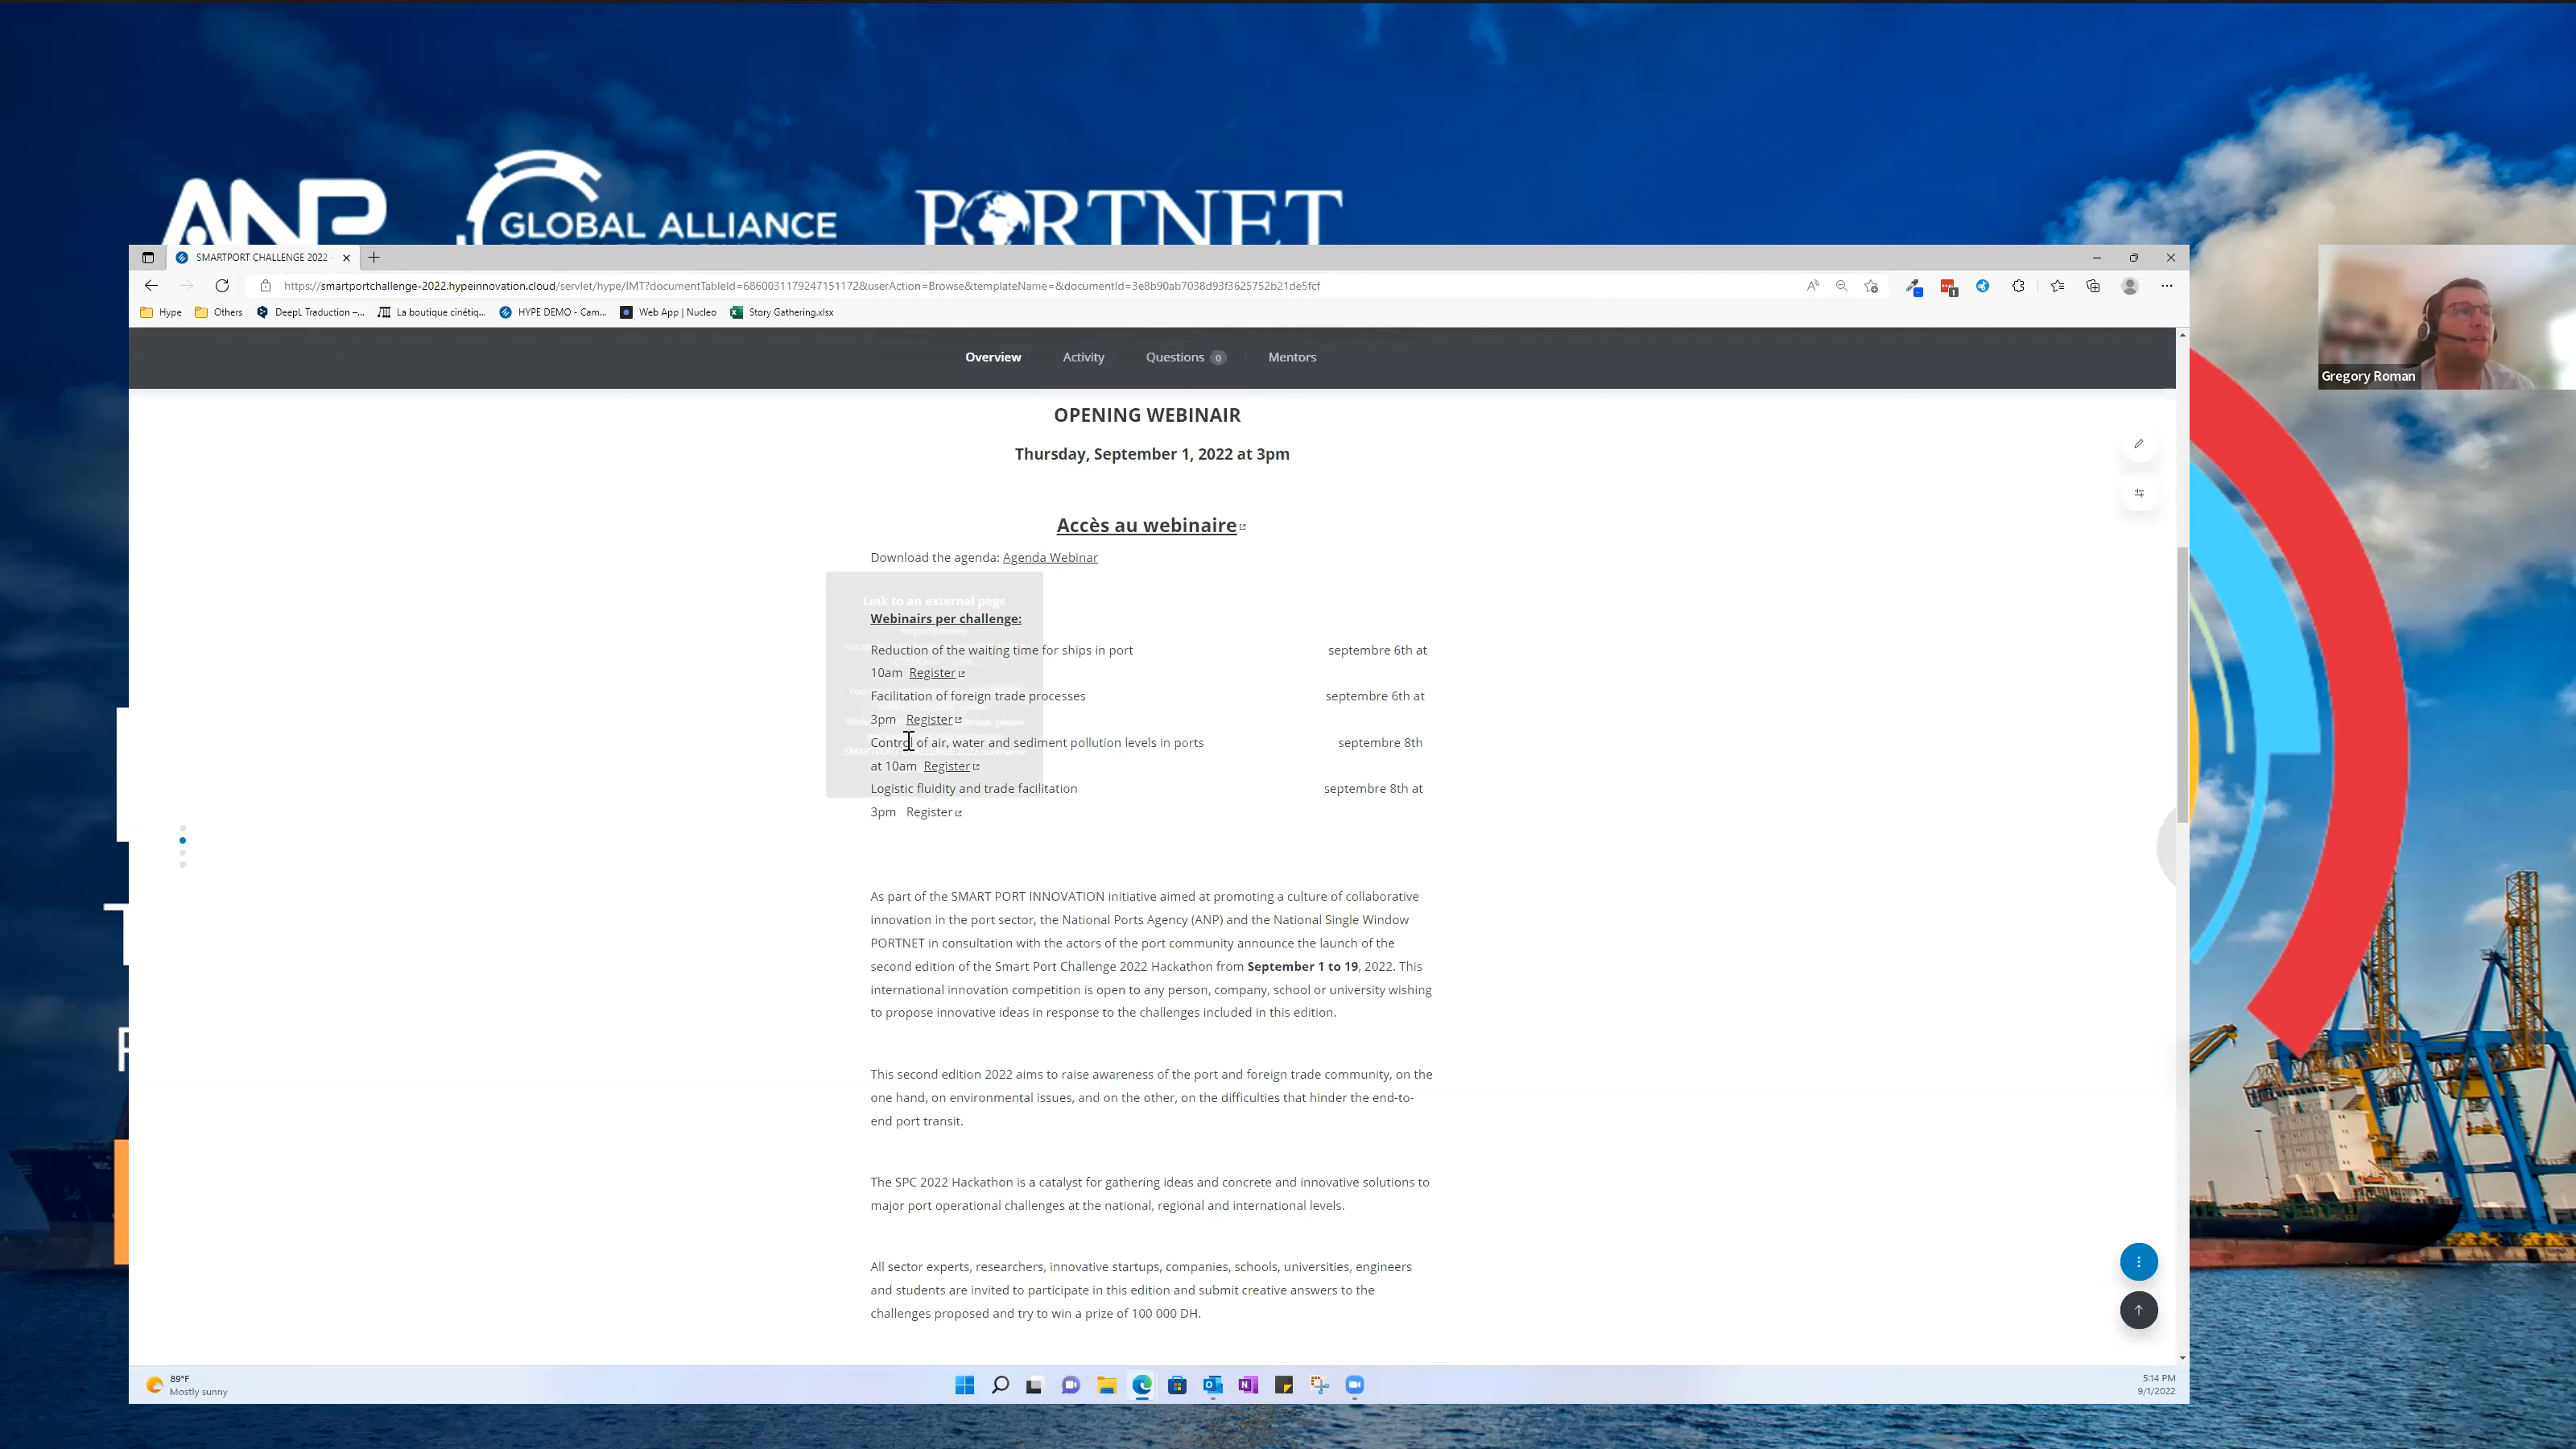 ANP
GLOBAL ALLIANCE
PORTNET
SMARTPORT CHALLENGE 2022 -
https://smartportchallenge-2022.hypeinnovation.cloud/servlet/hype/IMT?documentTableId=6860031179247151172&userAction=Browse&templateName=&documentId=3e8b90ab7038d93f3625752b21de5fcf
Hype Others DeepL Traduction –... La boutique cinétiq... HYPE DEMO - Cam... Web App | Nucleo Story Gathering.xlsx
Overview Activity Questions 0 Mentors
Gregory Roman
OPENING WEBINAIR
Thursday, September 1, 2022 at 3pm
Accès au webinaire
Download the agenda: Agenda Webinar
Link to an external page
Webinairs per challenge:
Reduction of the waiting time for ships in port septembre 6th at
10am Register
Facilitation of foreign trade processes septembre 6th at
3pm Register
Control of air, water and sediment pollution levels in ports septembre 8th
at 10am Register
Logistic fluidity and trade facilitation septembre 8th at
3pm Register
As part of the SMART PORT INNOVATION initiative aimed at promoting a culture of collaborative
innovation in the port sector, the National Ports Agency (ANP) and the National Single Window
PORTNET in consultation with the actors of the port community announce the launch of the
second edition of the Smart Port Challenge 2022 Hackathon from September 1 to 19, 2022. This
international innovation competition is open to any person, company, school or university wishing
to propose innovative ideas in response to the challenges included in this edition.
This second edition 2022 aims to raise awareness of the port and foreign trade community, on the
one hand, on environmental issues, and on the other, on the difficulties that hinder the end-to-
end port transit.
The SPC 2022 Hackathon is a catalyst for gathering ideas and concrete and innovative solutions to
major port operational challenges at the national, regional and international levels.
All sector experts, researchers, innovative startups, companies, schools, universities, engineers
and students are invited to participate in this edition and submit creative answers to the
challenges proposed and try to win a prize of 100 000 DH.
89°F
Mostly sunny
5:14 PM
9/1/2022